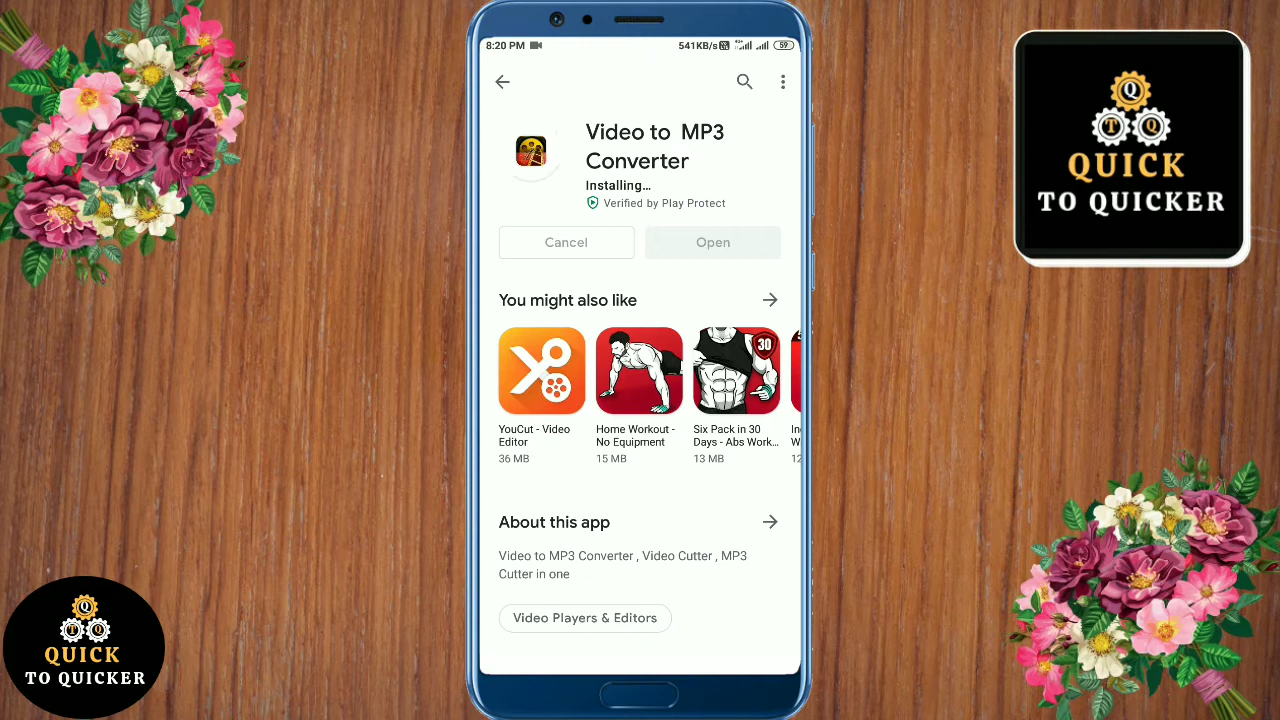 8:20 PM
541KB/s
59
Video to MP3
Converter
Installing...
Verified by Play Protect
Cancel
Open
You might also like
30
YouCut - Video
Editor
36 MB
Home Workout -
No Equipment
15 MB
Six Pack in 30
Days - Abs Work...
13 MB
12
About this app
Video to MP3 Converter , Video Cutter , MP3
Cutter in one
Video Players & Editors
Q
T Q
QUICK
TO QUICKER
Q
T Q
QUICK
TO QUICKER